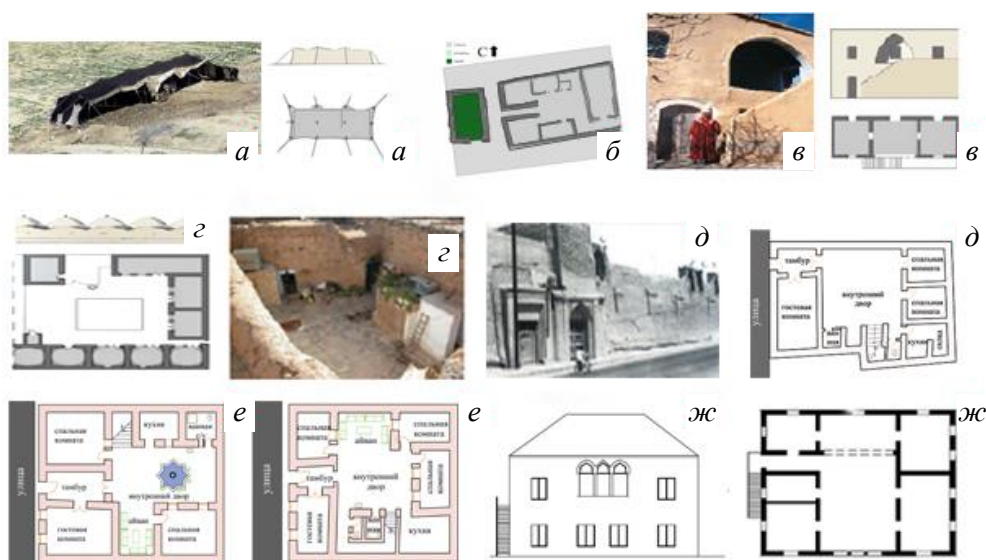 а
а
С
б
в
в
г
г
д
улица
тамбур
гостевая
комната
внутренний
двор
спальная
комната
спальная
комната
кухня
склад
д
улица
спальная
комната
кухня
тамбур
внутренний двор
гостевая
комната
айван
спальная
комната
е
улица
спальная
комната
айван
спальная
комната
тамбур
внутренний
двор
спальная
комната
гостевая
комната
кухня
е
ж
ж